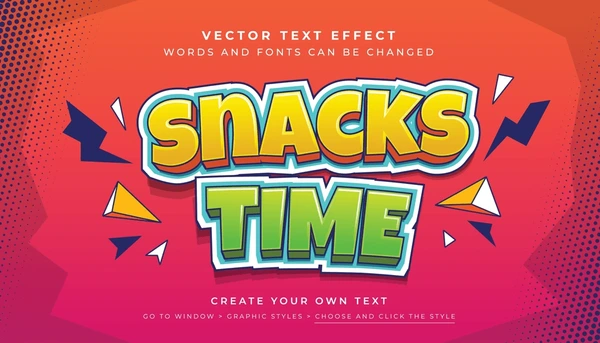 VECTOR TEXT EFFECT
WORDS AND FONTS CAN BE CHANGED
SnACKS
TIME
CREATE YOUR OWN TEXT
GO TO WINDOW > GRAPHIC STYLES > CHOOSE AND CLICK THE STYLE